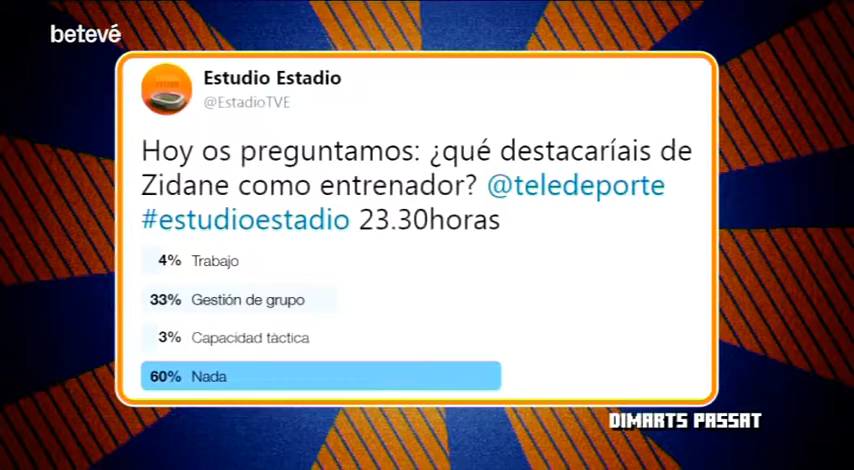 betevé
Estudio Estadio
@EstadioTVE
Hoy os preguntamos: ¿qué destacaríais de
Zidane como entrenador? @teledeporte
#estudioestadio 23.30horas
4% Trabajo
33% Gestión de grupo
3% Capacidad tàctica
60% Nada
DIMARTS PASSAT